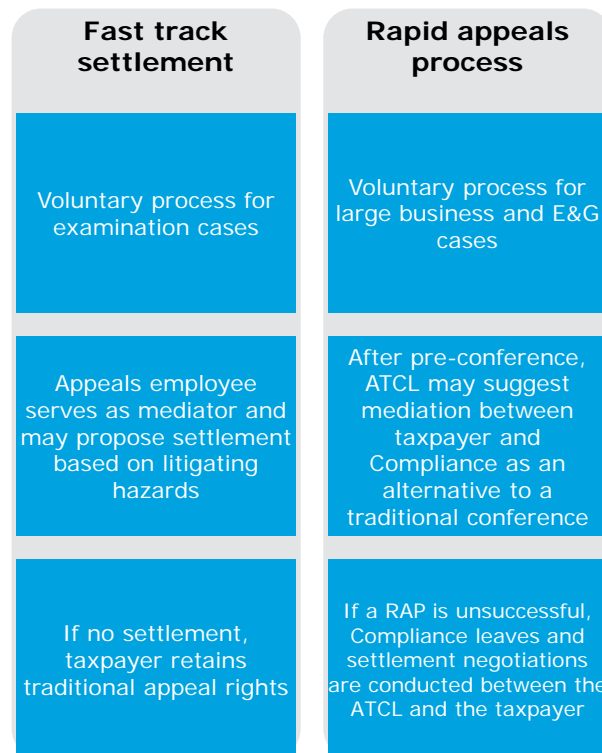 Fast track
settlement
Voluntary process for
examination cases
Appeals employee
serves as mediator and
may propose settlement
based on litigating
hazards
If no settlement,
taxpayer retains
traditional appeal rights
Rapid appeals
process
Voluntary process for
large business and E&G
cases
After pre-conference,
ATCL may suggest
mediation between
taxpayer and
Compliance as an
alternative to a
traditional conference
If a RAP is unsuccessful,
Compliance leaves and
settlement negotiations
are conducted between the
ATCL and the taxpayer